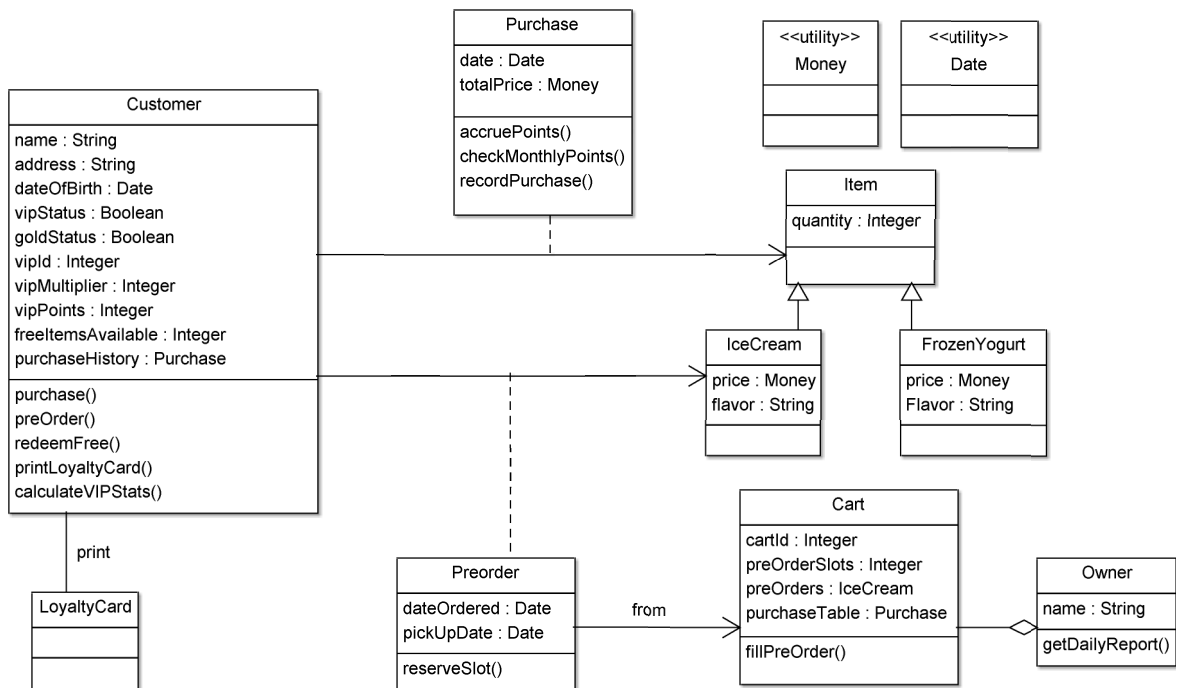 Purchase
date : Date
totalPrice : Money
accruePoints()
checkMonthlyPoints()
recordPurchase()
<<utility>>
Money
<<utility>>
Date
Customer
name : String
address : String
dateOfBirth : Date
vipStatus : Boolean
goldStatus : Boolean
vipId : Integer
vipMultiplier : Integer
vipPoints : Integer
freeItemsAvailable : Integer
purchaseHistory : Purchase
purchase()
preOrder()
redeemFree()
printLoyaltyCard()
calculateVIPStats()
Item
quantity : Integer
IceCream
price : Money
flavor : String
FrozenYogurt
price : Money
Flavor : String
print
LoyaltyCard
Preorder
dateOrdered : Date
pickUpDate : Date
reserveSlot()
from
Cart
cartId : Integer
preOrderSlots : Integer
preOrders : IceCream
purchaseTable : Purchase
fillPreOrder()
Owner
name : String
getDailyReport()